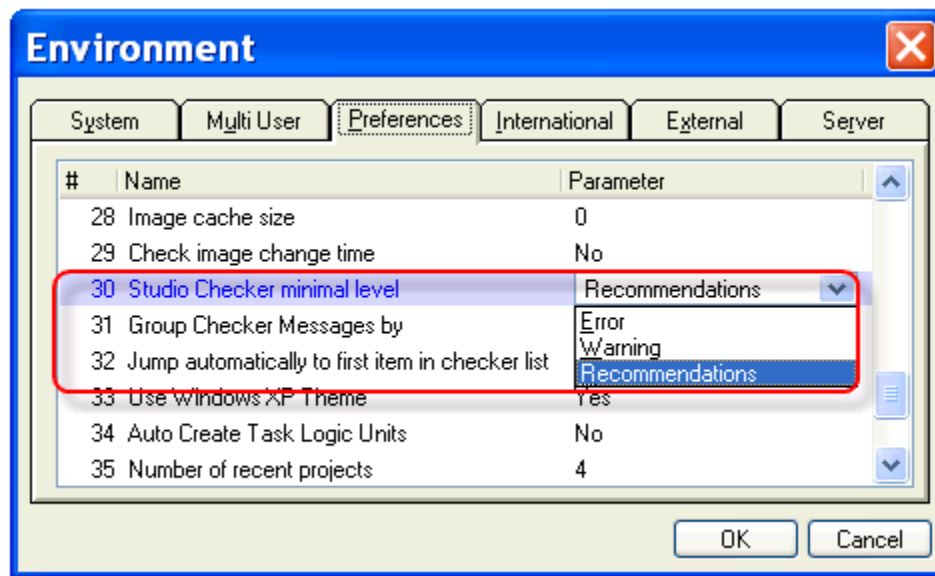 Environment
System Multi User Preferences International External Server
# Name Parameter
28 Image cache size 0
29 Check image change time No
30 Studio Checker minimal level Recommendations
31 Group Checker Messages by Error
Warning
32 Jump automatically to first item in checker list
Recommendations
33 Use Windows XP Theme Yes
34 Auto Create Task Logic Units No
35 Number of recent projects 4
OK Cancel